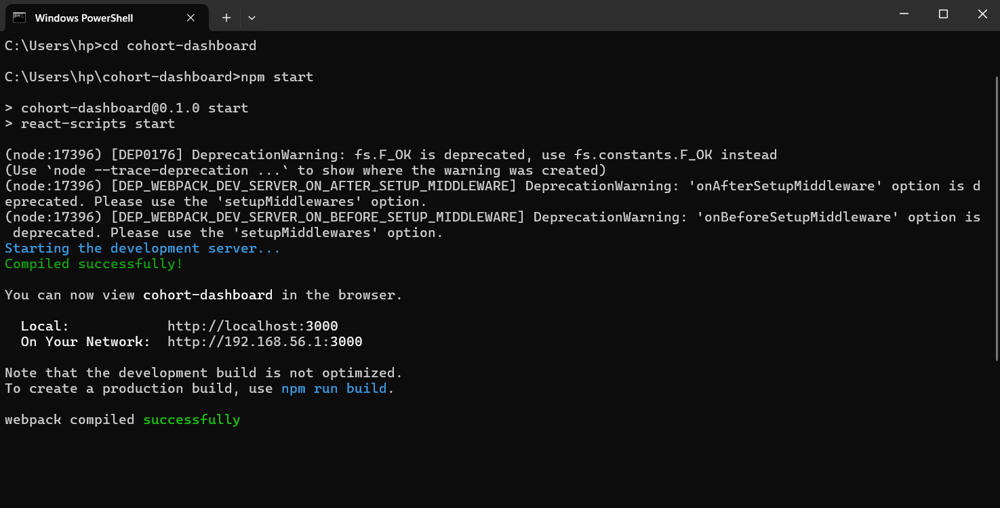 Windows PowerShell
C:\Users\hp>cd cohort-dashboard
C:\Users\hp\cohort-dashboard>npm start
> cohort-dashboard@0.1.0 start
> react-scripts start
(node:17396) [DEP0176] DeprecationWarning: fs.F_OK is deprecated, use fs.constants.F_OK instead
(Use `node --trace-deprecation ...` to show where the warning was created)
(node:17396) [DEP_WEBPACK_DEV_SERVER_ON_AFTER_SETUP_MIDDLEWARE] DeprecationWarning: 'onAfterSetupMiddleware' option is d
eprecated. Please use the 'setupMiddlewares' option.
(node:17396) [DEP_WEBPACK_DEV_SERVER_ON_BEFORE_SETUP_MIDDLEWARE] DeprecationWarning: 'onBeforeSetupMiddleware' option is
 deprecated. Please use the 'setupMiddlewares' option.
Starting the development server...
Compiled successfully!
You can now view cohort-dashboard in the browser.
  Local:            http://localhost:3000
  On Your Network:  http://192.168.56.1:3000
Note that the development build is not optimized.
To create a production build, use npm run build.
webpack compiled successfully